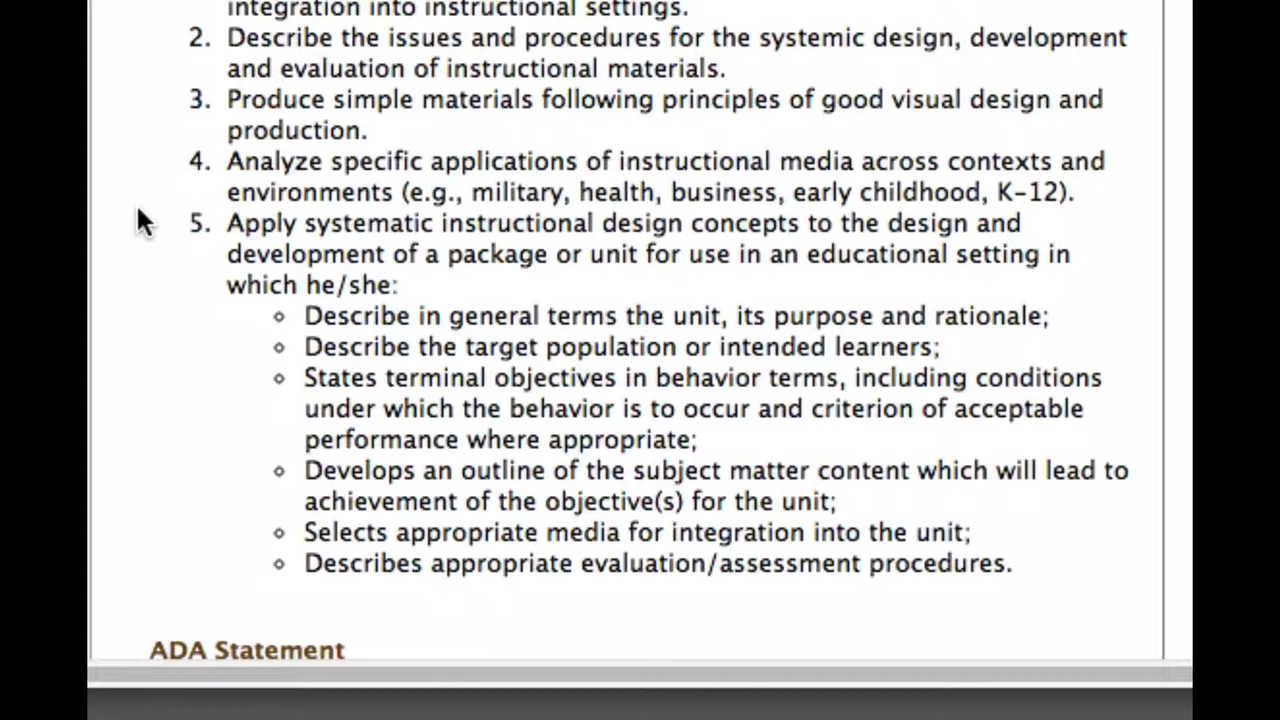 integration into instructional settings.
2. Describe the issues and procedures for the systemic design, development
and evaluation of instructional materials.
3. Produce simple materials following principles of good visual design and
production.
4. Analyze specific applications of instructional media across contexts and
environments (e.g., military, health, business, early childhood, K-12).
5. Apply systematic instructional design concepts to the design and
development of a package or unit for use in an educational setting in
which he/she:
◦ Describe in general terms the unit, its purpose and rationale;
◦ Describe the target population or intended learners;
◦ States terminal objectives in behavior terms, including conditions
under which the behavior is to occur and criterion of acceptable
performance where appropriate;
◦ Develops an outline of the subject matter content which will lead to
achievement of the objective(s) for the unit;
◦ Selects appropriate media for integration into the unit;
◦ Describes appropriate evaluation/assessment procedures.
ADA Statement